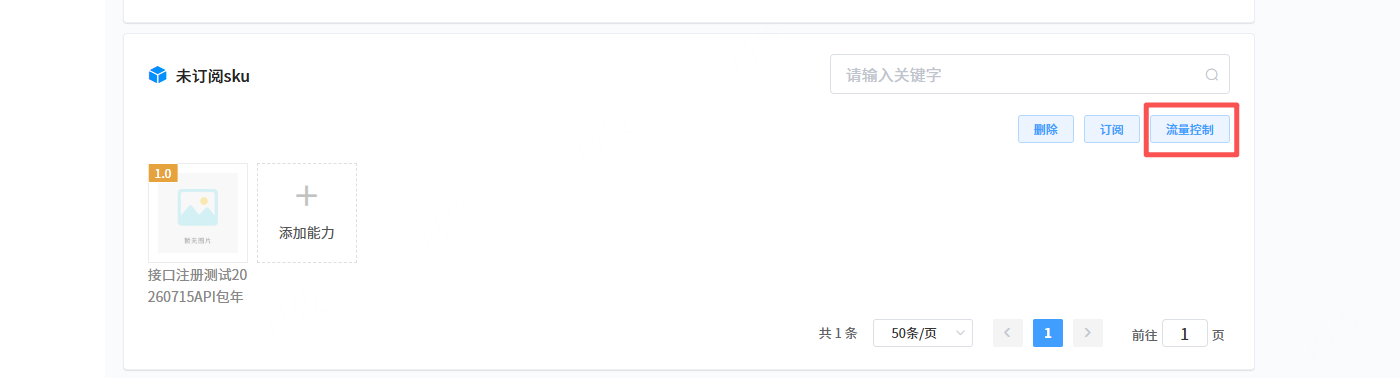 未订阅sku
请输入关键字
删除
订阅
流量控制
1.0
暂无图片
添加能力
接口注册测试20
260715API包年
共 1 条
50条/页
1
前往
1
页